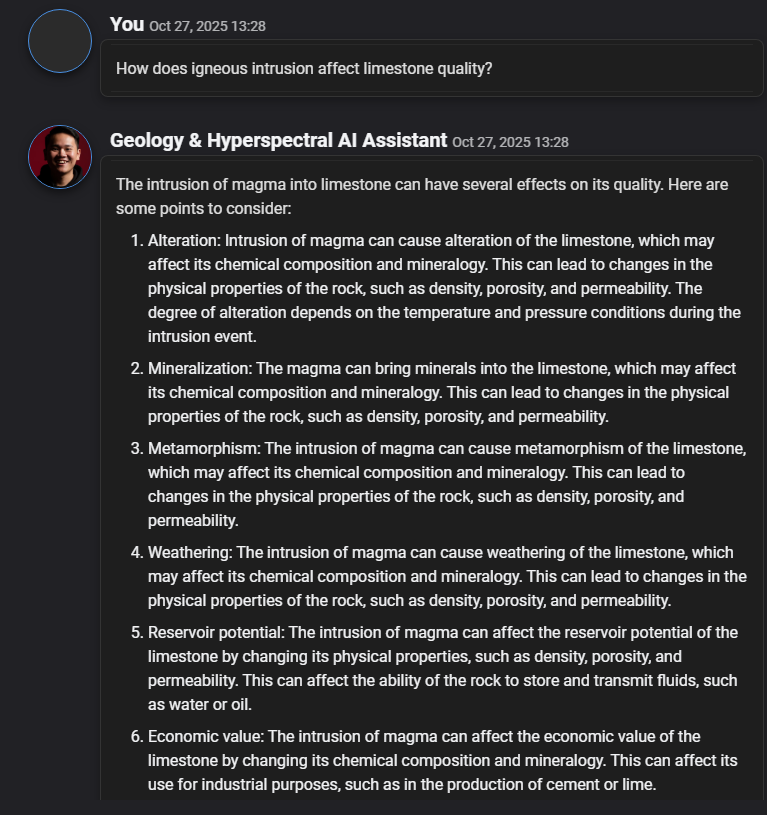 You Oct 27, 2025 13:28
How does igneous intrusion affect limestone quality?
Geology & Hyperspectral AI Assistant Oct 27, 2025 13:28
The intrusion of magma into limestone can have several effects on its quality. Here are
some points to consider:
1. Alteration: Intrusion of magma can cause alteration of the limestone, which may
affect its chemical composition and mineralogy. This can lead to changes in the
physical properties of the rock, such as density, porosity, and permeability. The
degree of alteration depends on the temperature and pressure conditions during the
intrusion event.
2. Mineralization: The magma can bring minerals into the limestone, which may affect
its chemical composition and mineralogy. This can lead to changes in the physical
properties of the rock, such as density, porosity, and permeability.
3. Metamorphism: The intrusion of magma can cause metamorphism of the limestone,
which may affect its chemical composition and mineralogy. This can lead to
changes in the physical properties of the rock, such as density, porosity, and
permeability.
4. Weathering: The intrusion of magma can cause weathering of the limestone, which
may affect its chemical composition and mineralogy. This can lead to changes in the
physical properties of the rock, such as density, porosity, and permeability.
5. Reservoir potential: The intrusion of magma can affect the reservoir potential of the
limestone by changing its physical properties, such as density, porosity, and
permeability. This can affect the ability of the rock to store and transmit fluids, such
as water or oil.
6. Economic value: The intrusion of magma can affect the economic value of the
limestone by changing its chemical composition and mineralogy. This can affect its
use for industrial purposes, such as in the production of cement or lime.